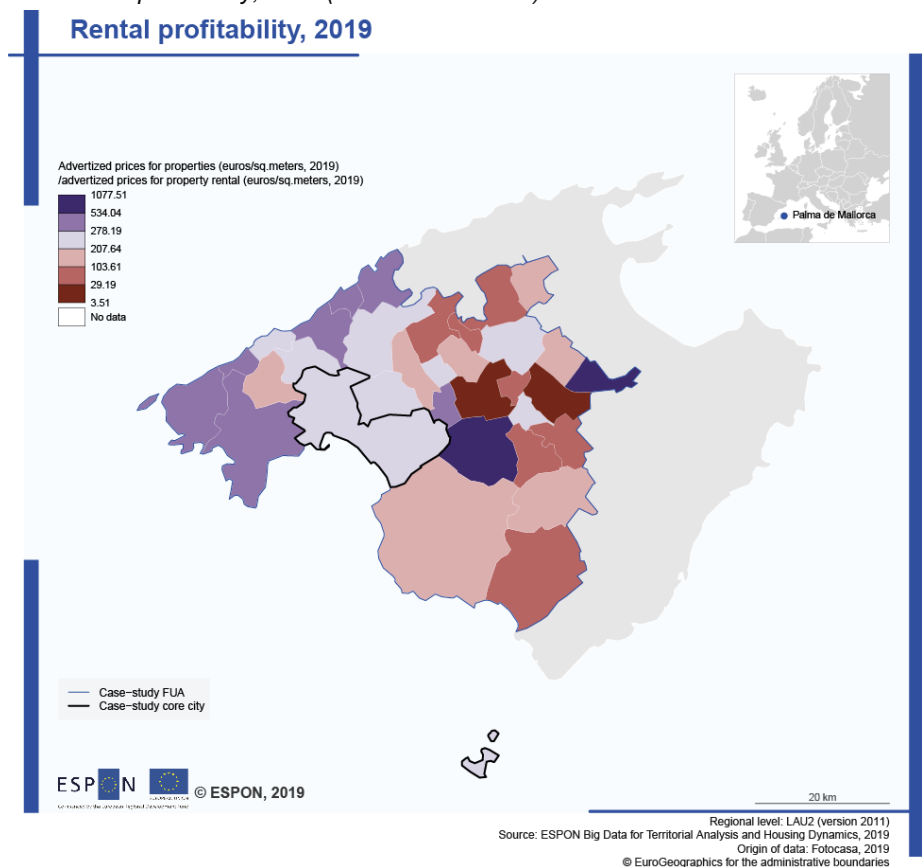 Rental profitability, 2019
Advertized prices for properties (euros/sq.meters, 2019)
/advertized prices for property rental (euros/sq.meters, 2019)
1077.51
534.04
278.19
207.64
103.61
29.19
3.51
No data
Palma de Mallorca
Case−study FUA
Case−study core city
ESPON
© ESPON, 2019
20 km
Regional level: LAU2 (version 2011)
Source: ESPON Big Data for Territorial Analysis and Housing Dynamics, 2019
Origin of data: Fotocasa, 2019
© EuroGeographics for the administrative boundaries